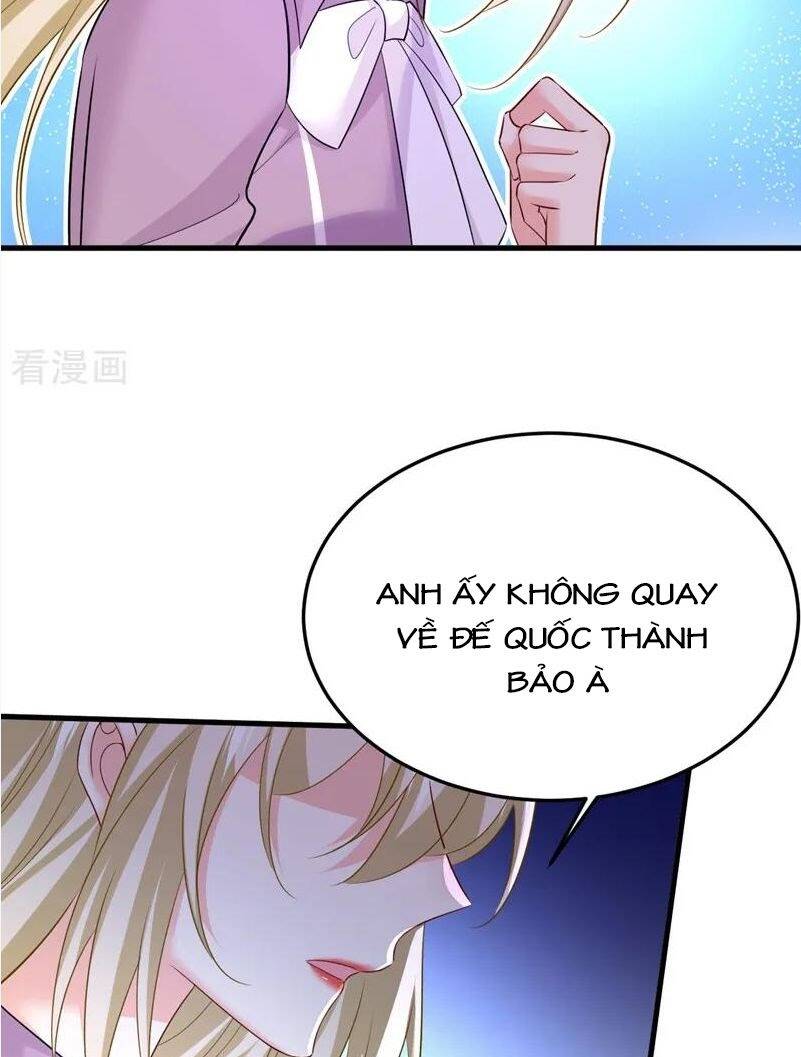 看漫画
ANH ẤY KHÔNG QUAY
VỀ ĐẾ QUỐC THÀNH
BẢO À